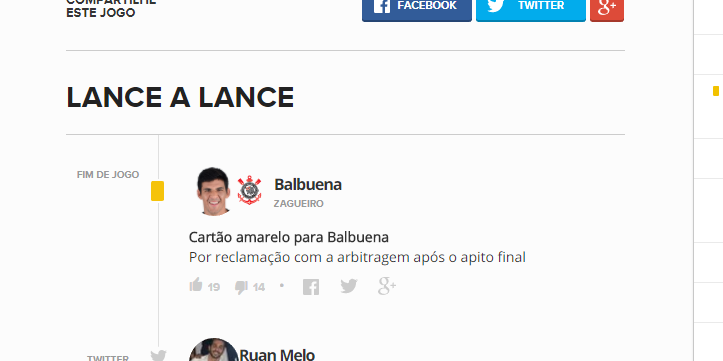 COMPARTILHE
ESTE JOGO
FACEBOOK
TWITTER
g+
LANCE A LANCE
FIM DE JOGO
Balbuena
ZAGUEIRO
Cartão amarelo para Balbuena
Por reclamação com a arbitragem após o apito final
19 14 • g+
TWITTER
Ruan Melo